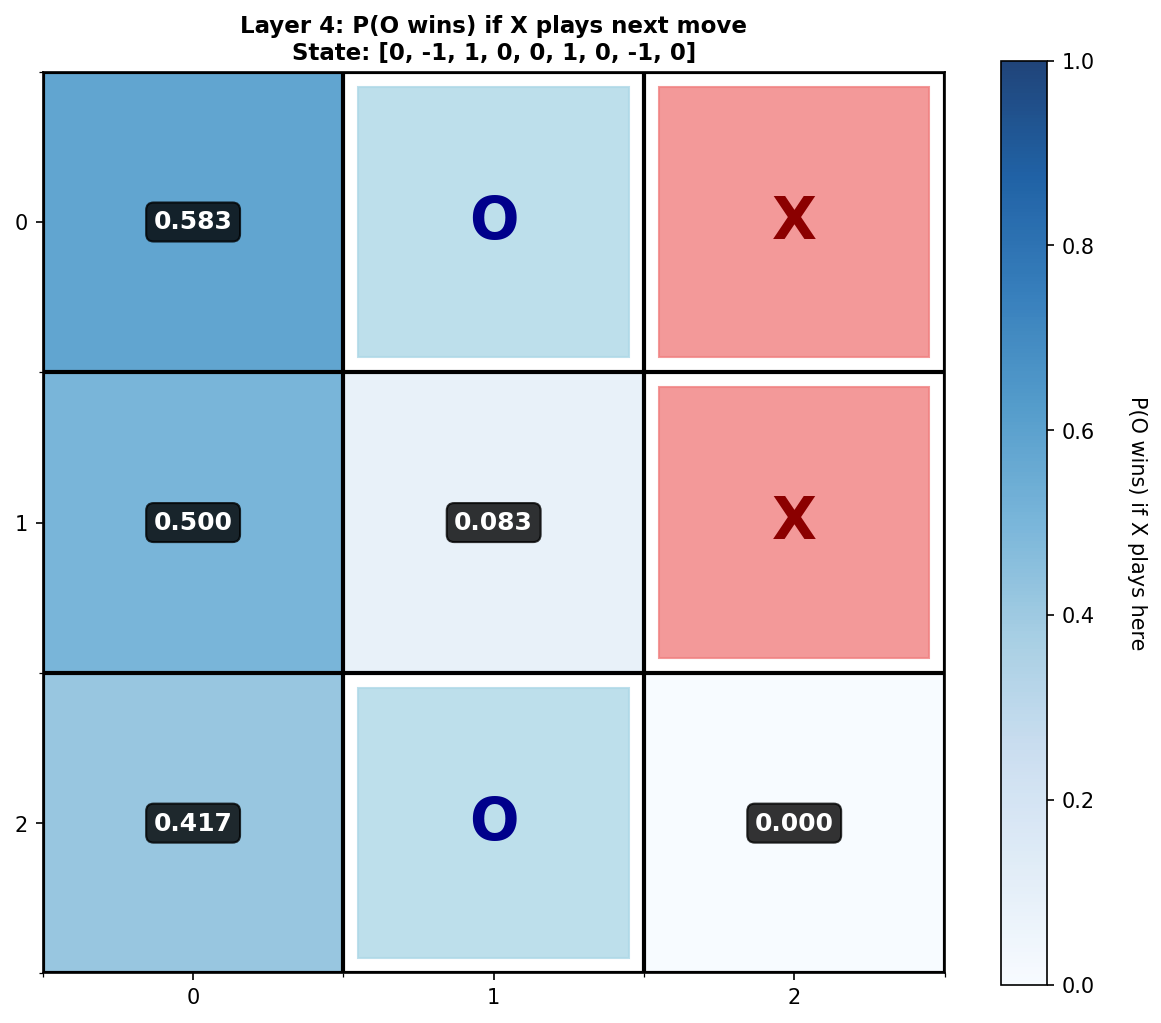 Layer 4: P(O wins) if X plays next move
State: [0, -1, 1, 0, 0, 1, 0, -1, 0]
0
0.583
O
X
1
0.500
0.083
X
2
0.417
O
0.000
0
1
2
1.0
0.8
0.6
0.4
0.2
0.0
P(O wins) if X plays here